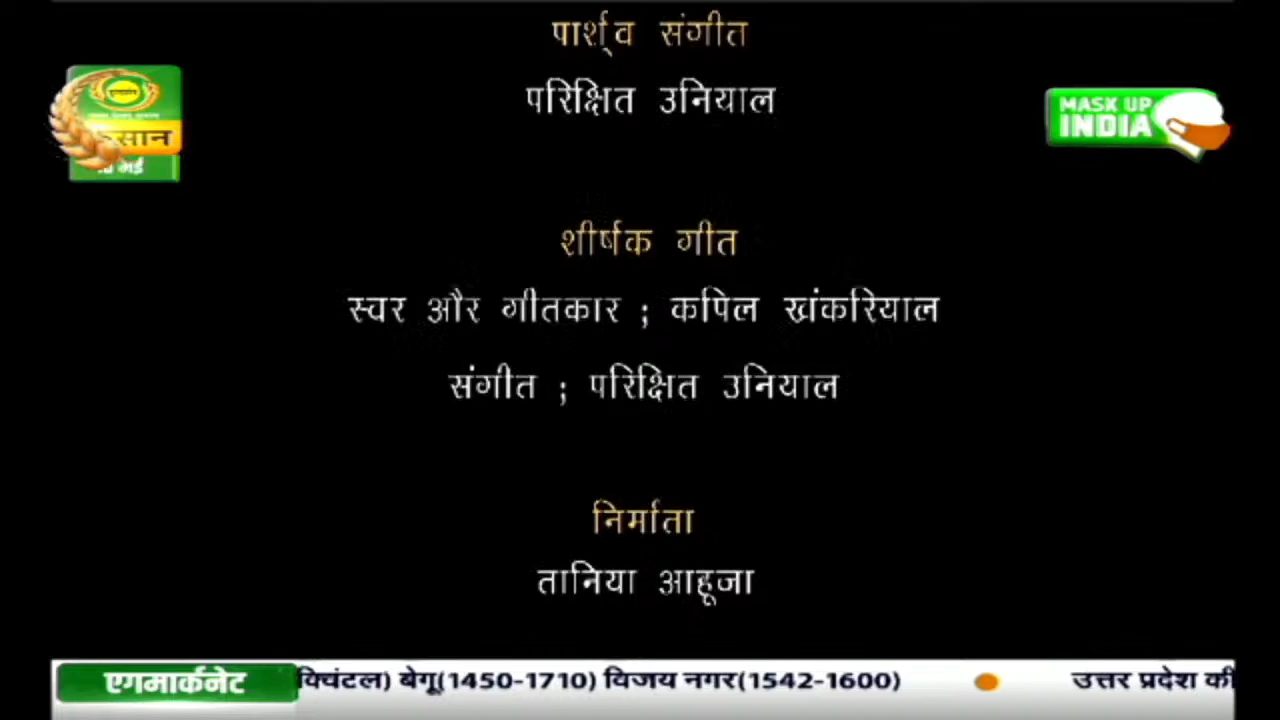 पार्श्व संगीत
परिक्षित उनियाल
सान
मई
MASK UP
INDIA
शीर्षक गीत
स्वर और गीतकार ; कपिल खांकरियाल
संगीत ; परिक्षित उनियाल
निर्माता
तानिया आहूजा
एगमार्कनेट
क्विंटल) बेगू(1450-1710) विजय नगर(1542-1600)
उत्तर प्रदेश की